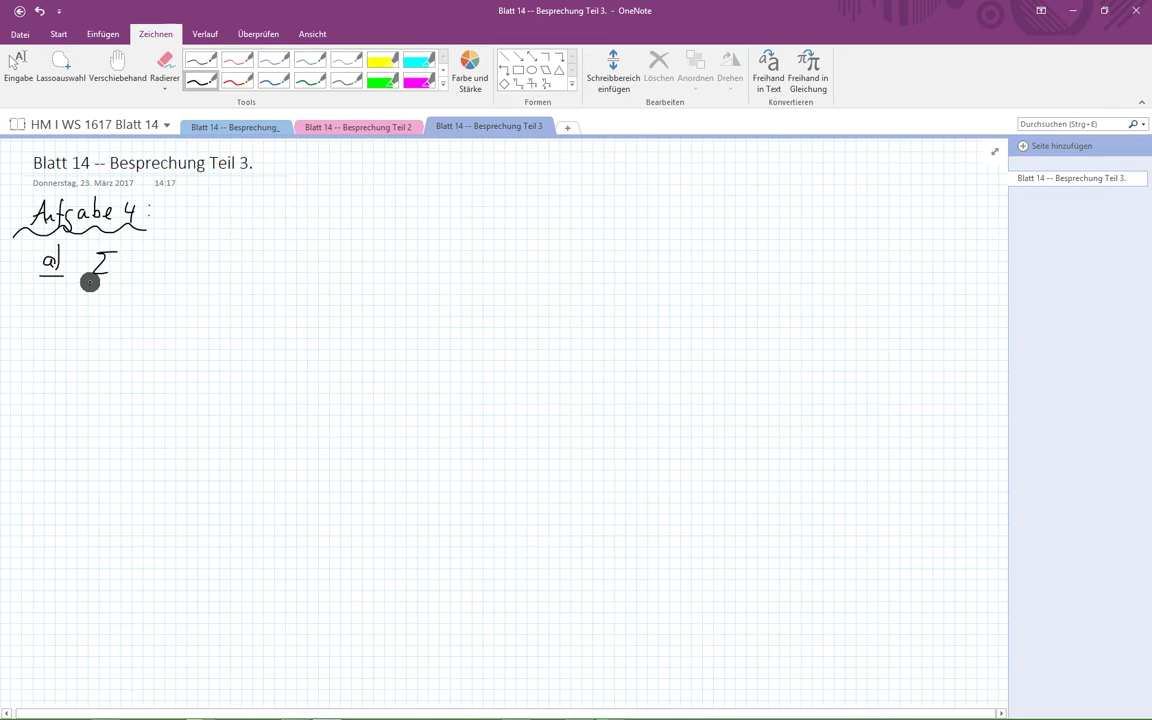 Blatt 14 -- Besprechung Teil 3. - OneNote
Datei Start Einfügen Zeichnen Verlauf Überprüfen Ansicht
Eingabe Lassoauswahl Verschiebehand Radierer
Farbe und Stärke
Schreibbereich einfügen
Löschen Anordnen Drehen
Freihand in Text
Freihand in Gleichung
Tools Formen Bearbeiten Konvertieren
HM I WS 1617 Blatt 14 Blatt 14 -- Besprechung_ Blatt 14 -- Besprechung Teil 2 Blatt 14 -- Besprechung Teil 3 Durchsuchen (Strg+E)
Seite hinzufügen
Blatt 14 -- Besprechung Teil 3.
Blatt 14 -- Besprechung Teil 3.
Donnerstag, 23. März 2017 14:17
Aufgabe 4 :
a) Σ